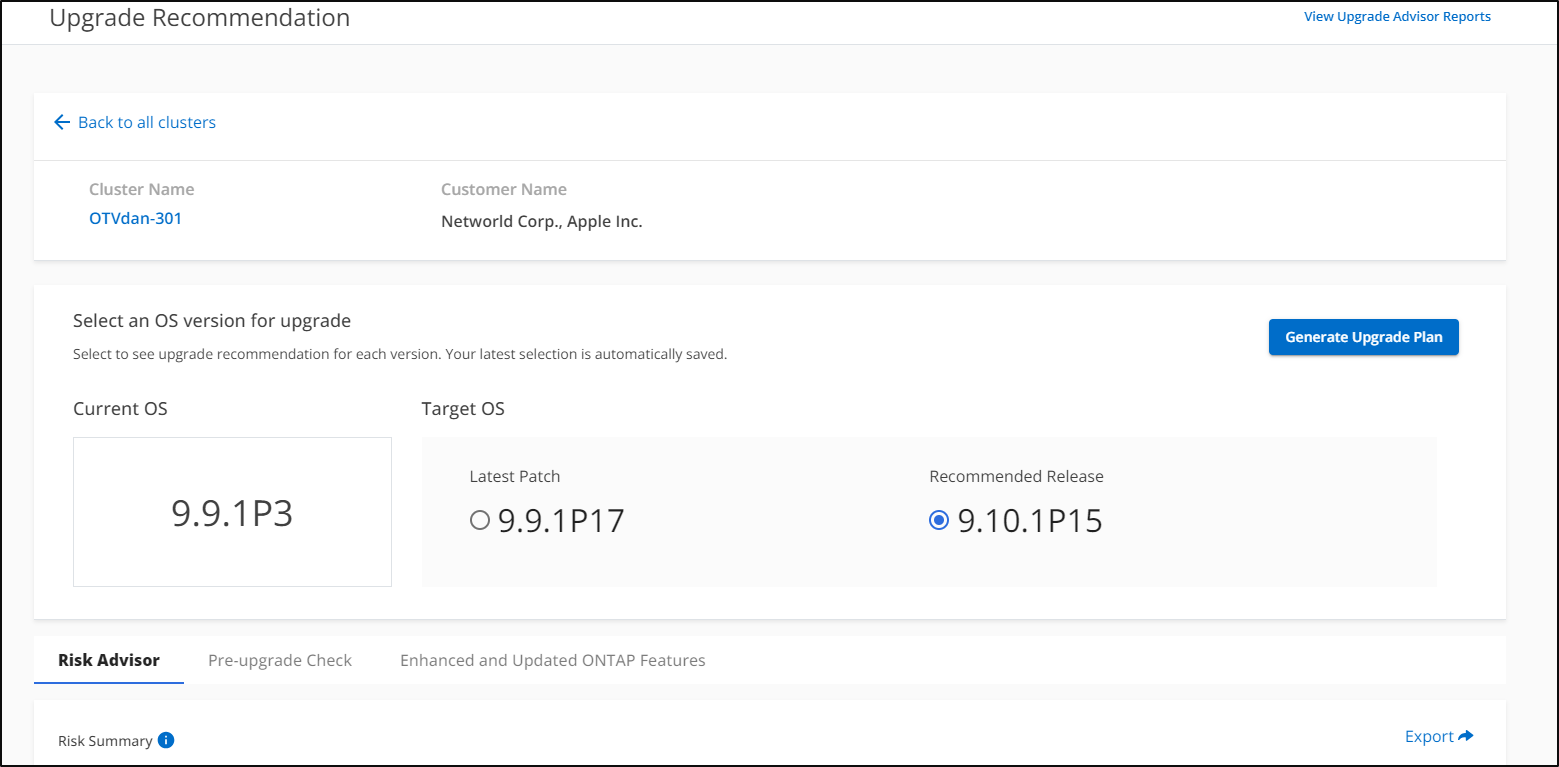 Upgrade Recommendation
View Upgrade Advisor Reports
Back to all clusters
Cluster Name
Customer Name
OTVdan-301
Networld Corp., Apple Inc.
Select an OS version for upgrade
Generate Upgrade Plan
Select to see upgrade recommendation for each version. Your latest selection is automatically saved.
Current OS
Target OS
Latest Patch
Recommended Release
9.9.1P3
9.9.1P17
9.10.1P15
Risk Advisor
Pre-upgrade Check
Enhanced and Updated ONTAP Features
Risk Summary
Export